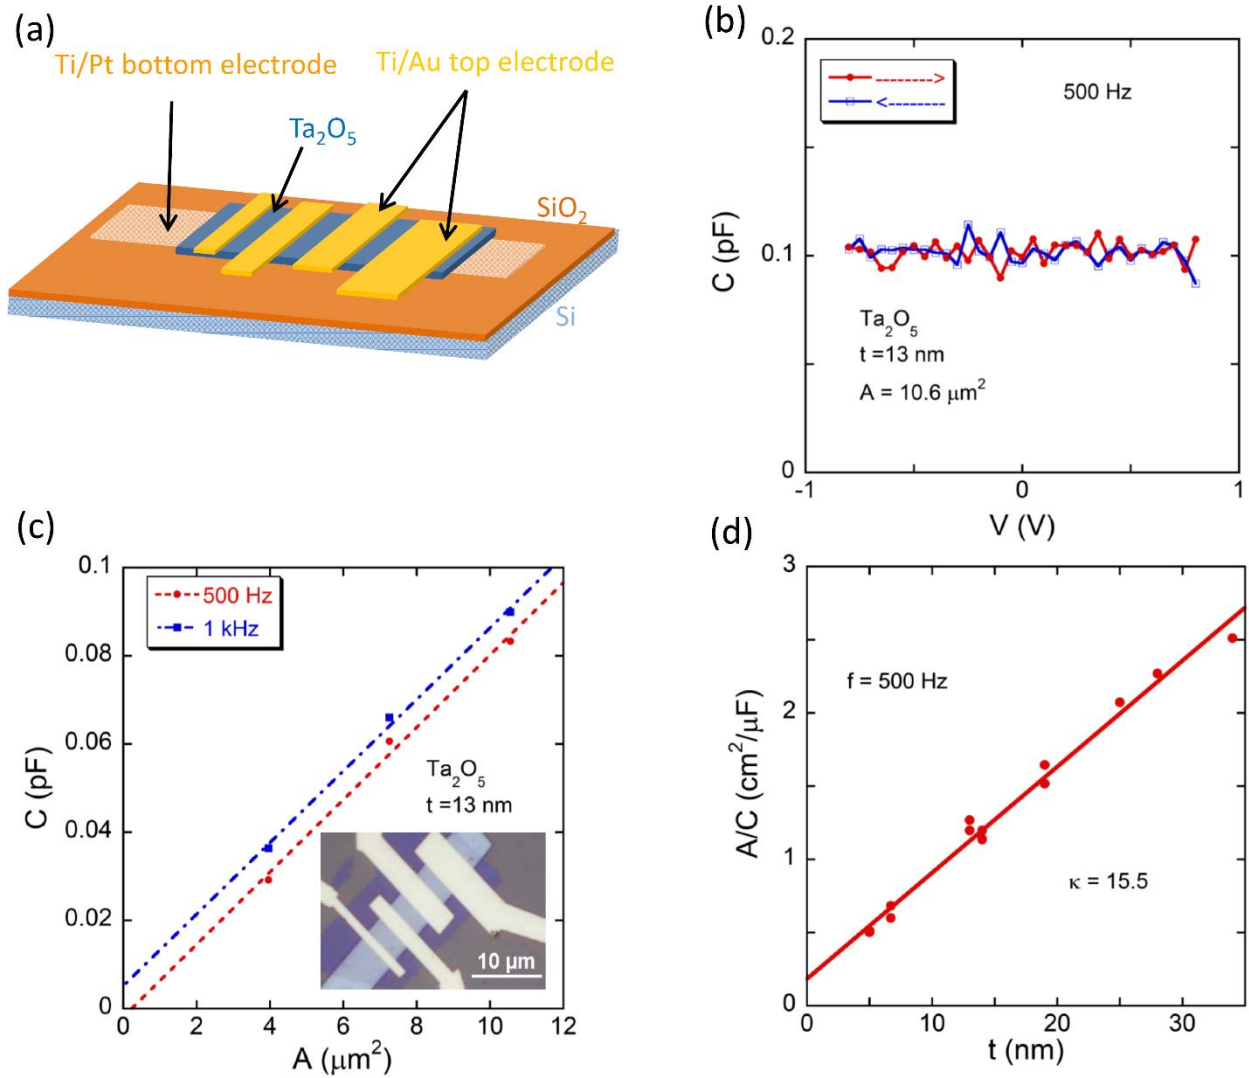 (a)
Ti/Pt bottom electrode
Ti/Au top electrode
Ta₂O₅
SiO₂
Si
(b)
0.2
0.1
0
C (pF)
-------->
<--------
500 Hz
Ta₂O₅
t =13 nm
A = 10.6 μm²
-1 0 1
V (V)
(c)
0.1
0.08
0.06
0.04
0.02
0
C (pF)
500 Hz
1 kHz
Ta₂O₅
t =13 nm
10 μm
0 2 4 6 8 10 12
A (μm²)
(d)
3
2
1
0
A/C (cm²/μF)
f = 500 Hz
κ = 15.5
0 10 20 30
t (nm)